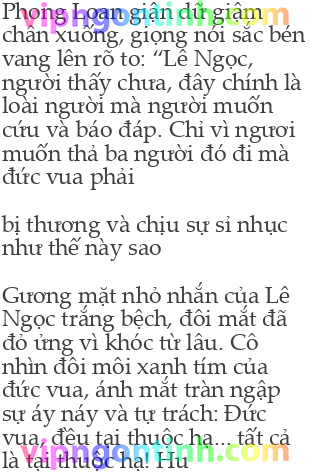 Phong Loan giận dữ giậm
chân xuống, giọng nói sắc bén
vang lên rõ to: “Lê Ngọc,
người thấy chưa, đây chính là
loài người mà người muốn
cứu và báo đáp. Chỉ vì ngươi
muốn thả ba người đó đi mà
đức vua phải
bị thương và chịu sự sỉ nhục
như thế này sao
Gương mặt nhỏ nhắn của Lê
Ngọc trắng bệch, đôi mắt đã
đỏ ửng vì khóc từ lâu. Cô
nhìn đôi môi xanh tím của
đức vua, ánh mắt tràn ngập
sự áy náy và tự trách: Đức
vua, đều tại thuộc hạ... tất cả
là tại thuộc hạ! Hu
vipngontinh.com
vipngontinh.com
vipngontinh.com